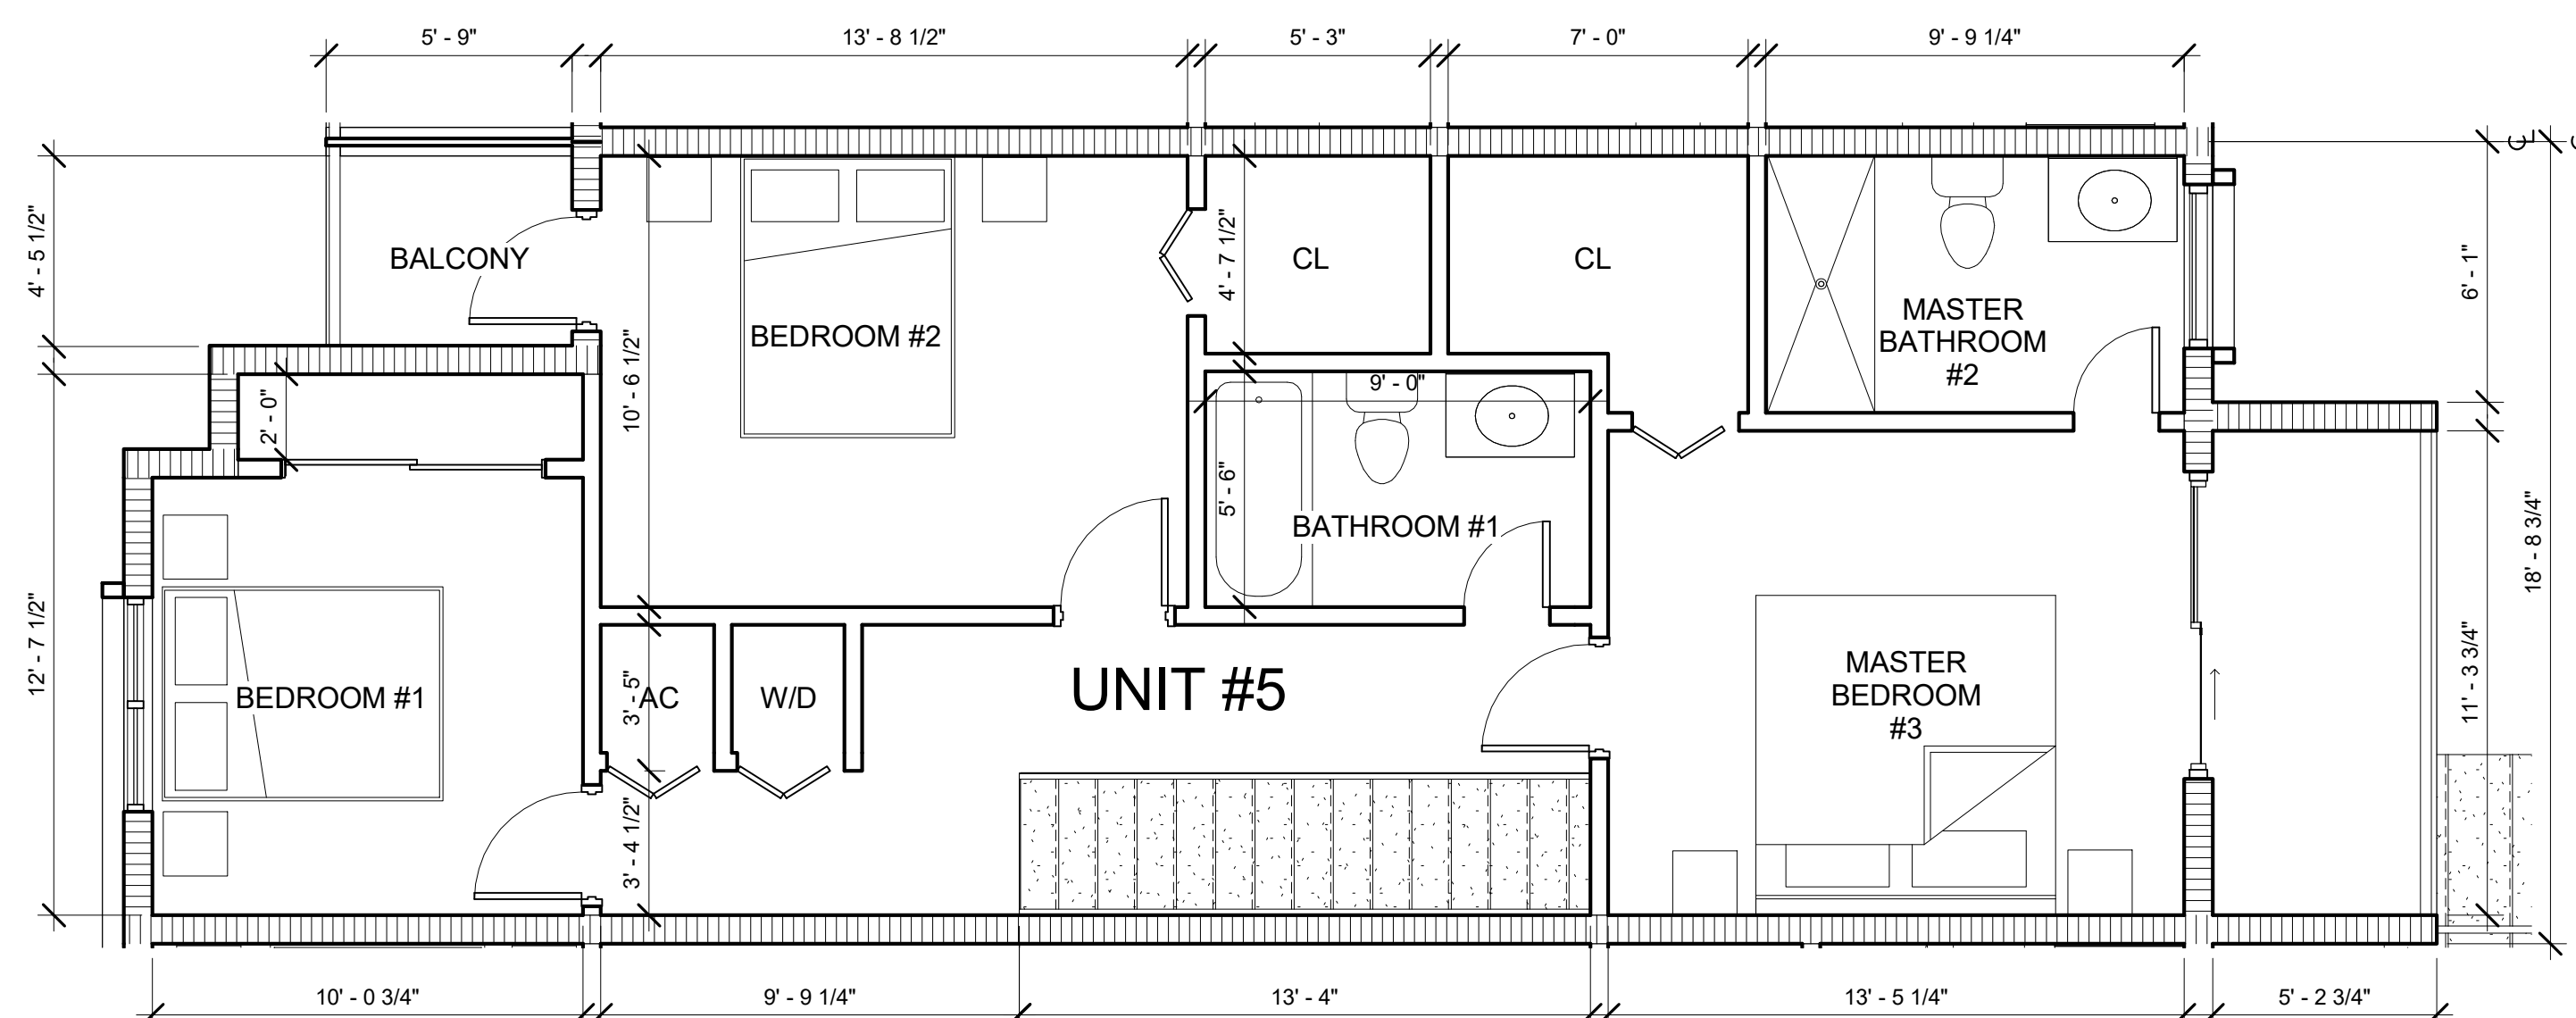 5' - 9"
13' - 8 1/2"
5' - 3"
7' - 0"
9' - 9 1/4"
4' - 5 1/2"
BALCONY
BEDROOM #2
10' - 6 1/2"
4' - 7 1/2"
CL
CL
MASTER
BATHROOM
#2
6' - 1"
2' - 0"
9' - 0"
5' - 6"
BATHROOM #1
18' - 8 3/4"
12' - 7 1/2"
BEDROOM #1
3' - 5"
AC
W/D
UNIT #5
MASTER
BEDROOM
#3
11' - 3 3/4"
3' - 4 1/2"
10' - 0 3/4"
9' - 9 1/4"
13' - 4"
13' - 5 1/4"
5' - 2 3/4"